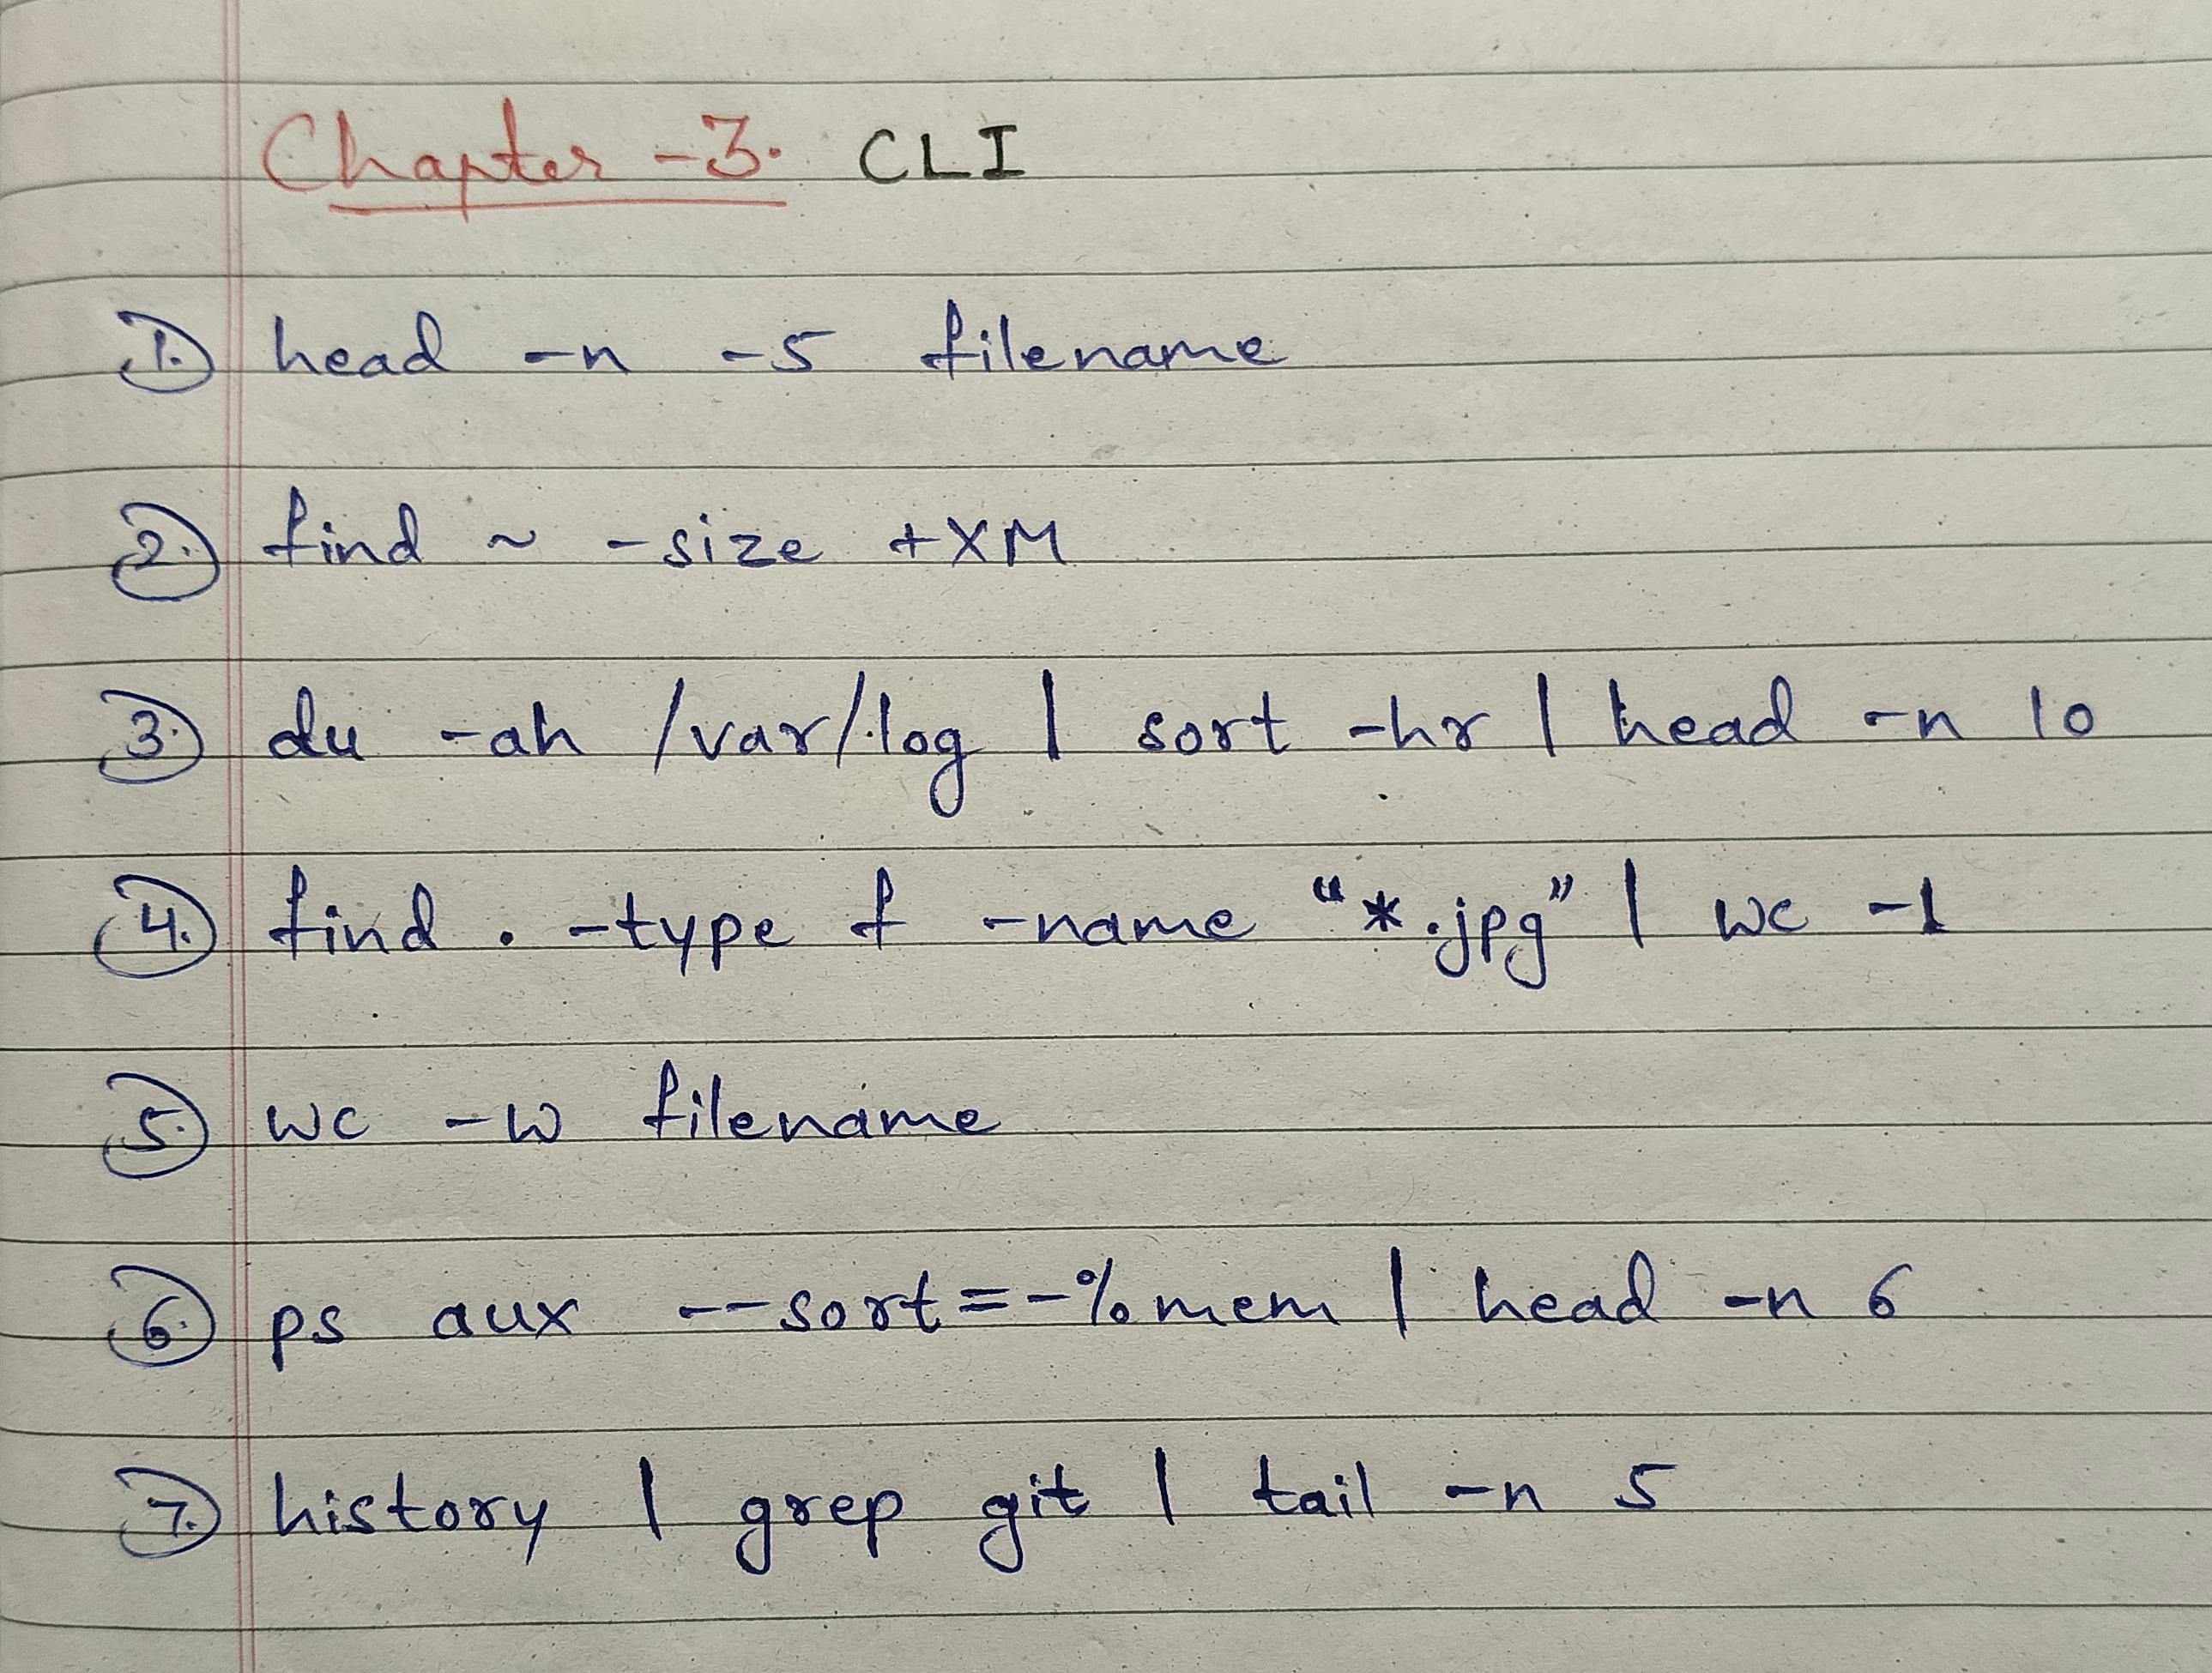 Chapter -3. CLI
1. head -n -5 filename
2. find ~ -size +XM
3. du -ah /var/log | sort -hr | head -n 10
4. find . -type f -name “*.jpg” | wc -l
5. wc -w filename
6. ps aux --sort=-%mem | head -n 6
7. history | grep git | tail -n 5